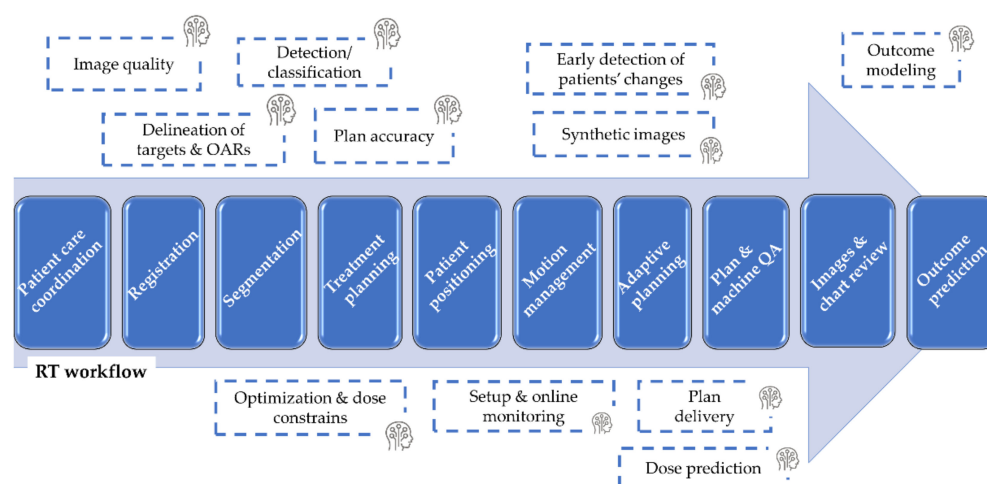 Image quality
Detection/
classification
Delineation of
targets & OARs
Plan accuracy
Early detection of
patients' changes
Synthetic images
Outcome
modeling
Patient care
coordination
Registration
Segmentation
Treatment
planning
Patient
positioning
Motion
management
Adaptive
planning
Plan &
machine QA
Images &
chart review
Outcome
prediction
RT workflow
Optimization & dose
constrains
Setup & online
monitoring
Plan
delivery
Dose prediction